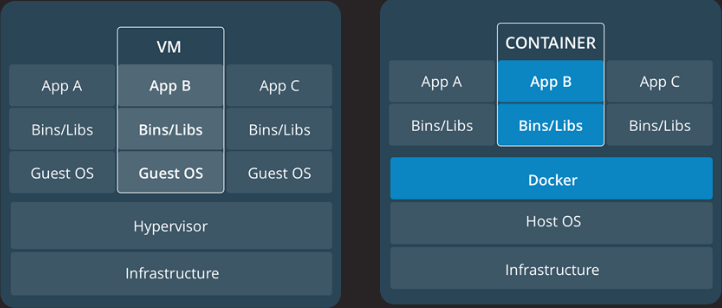 VM
App A App B App C
Bins/Libs Bins/Libs Bins/Libs
Guest OS Guest OS Guest OS
Hypervisor
Infrastructure
CONTAINER
App A App B App C
Bins/Libs Bins/Libs Bins/Libs
Docker
Host OS
Infrastructure